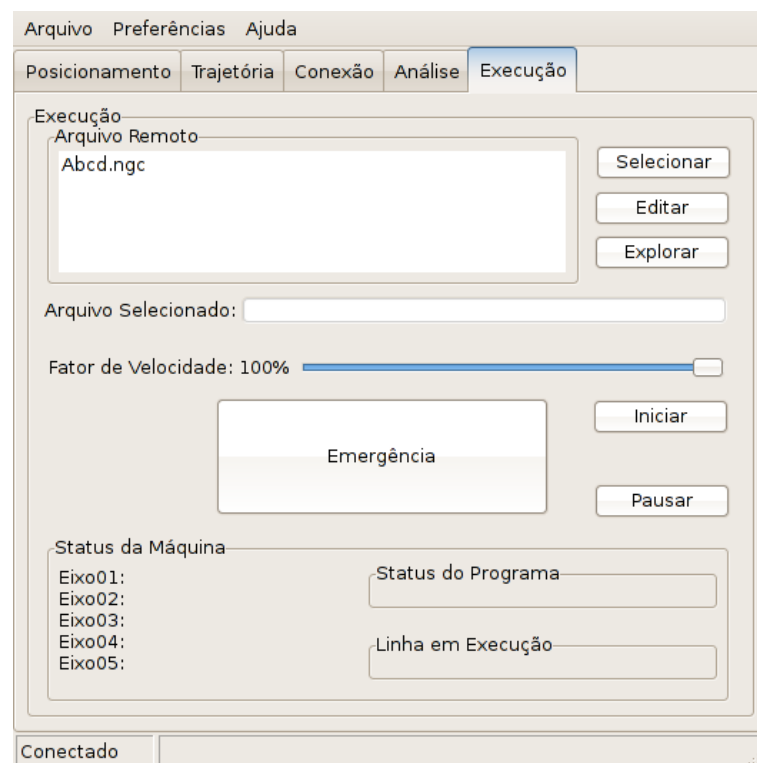 Arquivo Preferências Ajuda
Posicionamento Trajetória Conexão Análise Execução
Execução
Arquivo Remoto
Abcd.ngc
Selecionar
Editar
Explorar
Arquivo Selecionado:
Fator de Velocidade: 100%
Iniciar
Emergência
Pausar
Status da Máquina
Eixo01:
Eixo02:
Eixo03:
Eixo04:
Eixo05:
Status do Programa
Linha em Execução
Conectado